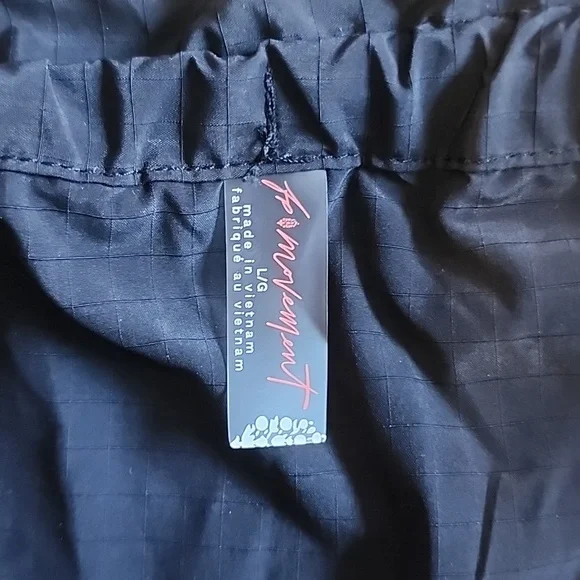 fp movement
L/G
made in vietnam
fabriqué au vietnam